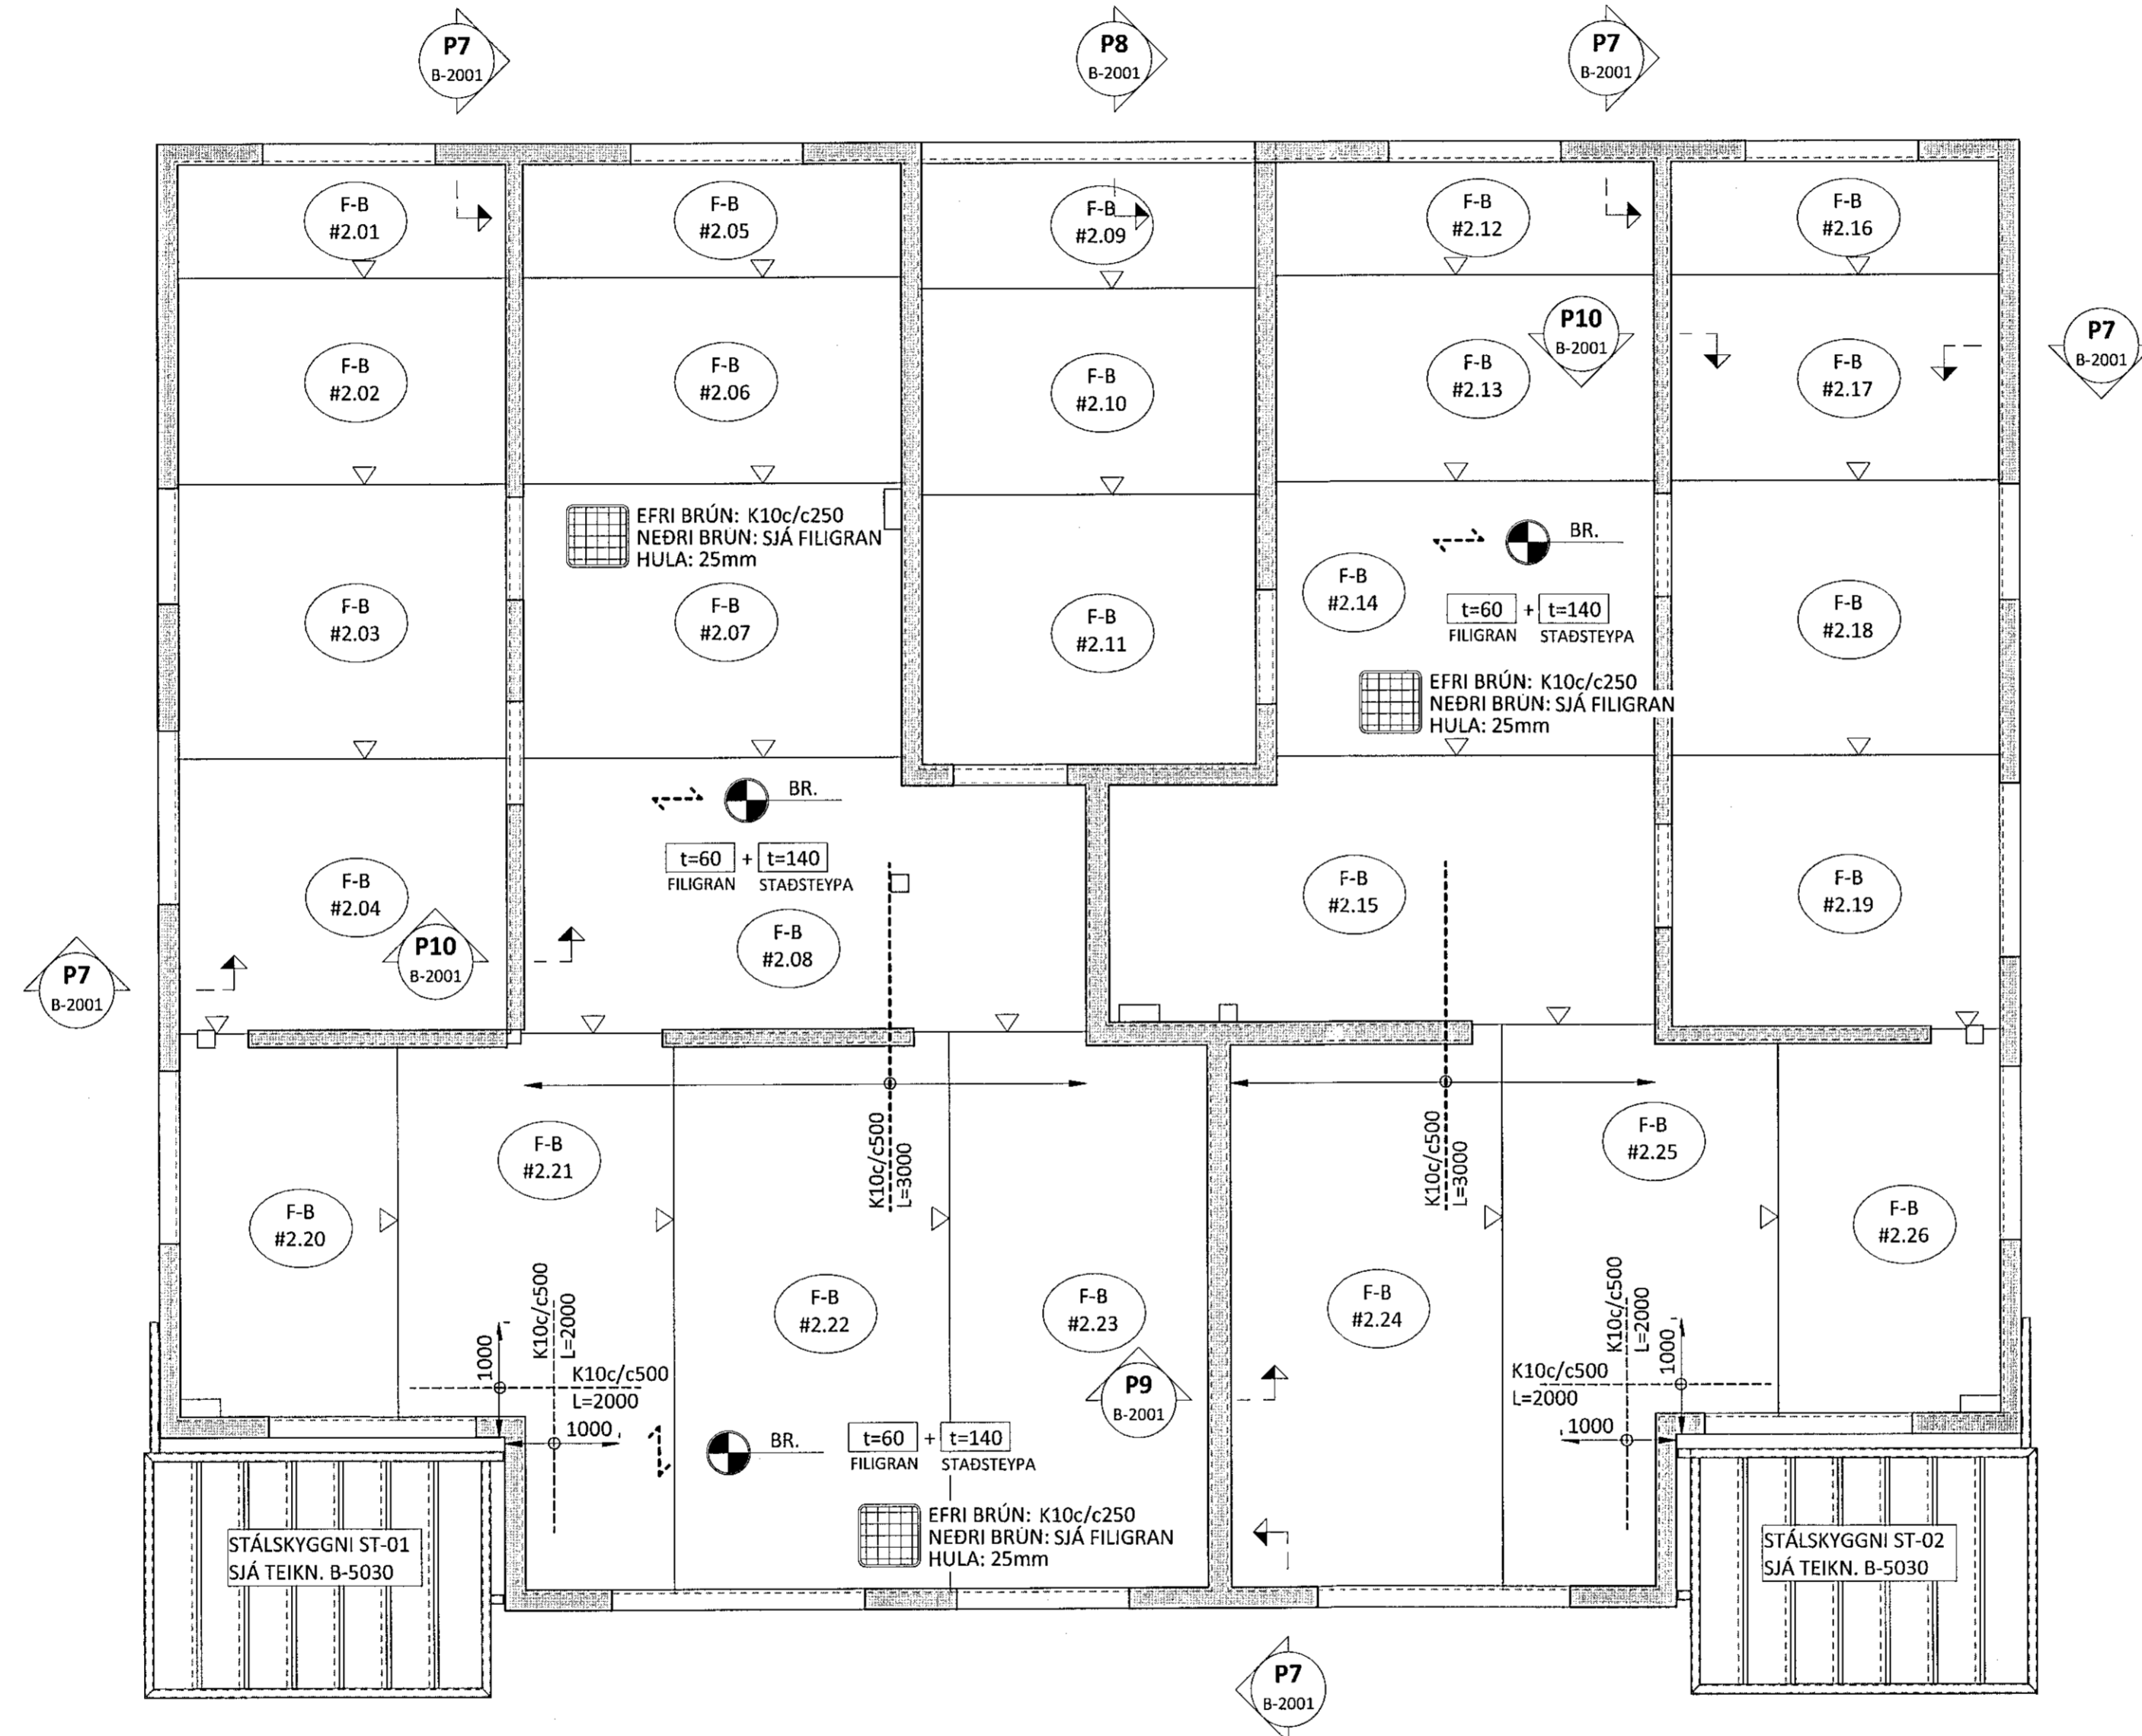 P7
B-2001
P8
B-2001
P7
B-2001
F-B
#2.01
F-B
#2.05
F-B
#2.09
F-B
#2.12
F-B
#2.16
F-B
#2.02
F-B
#2.06
F-B
#2.10
F-B
#2.13
P10
B-2001
F-B
#2.17
P7
B-2001
EFRI BRÚN: K10c/c250
NEÐRI BRÚN: SJÁ FILIGRAN
HULA: 25mm
BR.
F-B
#2.03
F-B
#2.07
F-B
#2.11
F-B
#2.14
t=60 + t=140
FILIGRAN STAÐSTEYPA
F-B
#2.18
EFRI BRÚN: K10c/c250
NEÐRI BRÚN: SJÁ FILIGRAN
HULA: 25mm
BR.
t=60 + t=140
FILIGRAN STAÐSTEYPA
F-B
#2.04
F-B
#2.08
F-B
#2.15
F-B
#2.19
P10
B-2001
P7
B-2001
K10c/c500
L=3000
K10c/c500
L=3000
F-B
#2.20
F-B
#2.21
F-B
#2.22
F-B
#2.23
F-B
#2.24
F-B
#2.25
F-B
#2.26
K10c/c500
L=2000
1000
K10c/c500
L=2000
1000
K10c/c500
L=2000
1000
K10c/c500
L=2000
1000
P9
B-2001
BR.
t=60 + t=140
FILIGRAN STAÐSTEYPA
EFRI BRÚN: K10c/c250
NEÐRI BRÚN: SJÁ FILIGRAN
HULA: 25mm
STÁLSKYGGNI ST-01
SJÁ TEIKN. B-5030
STÁLSKYGGNI ST-02
SJÁ TEIKN. B-5030
P7
B-2001